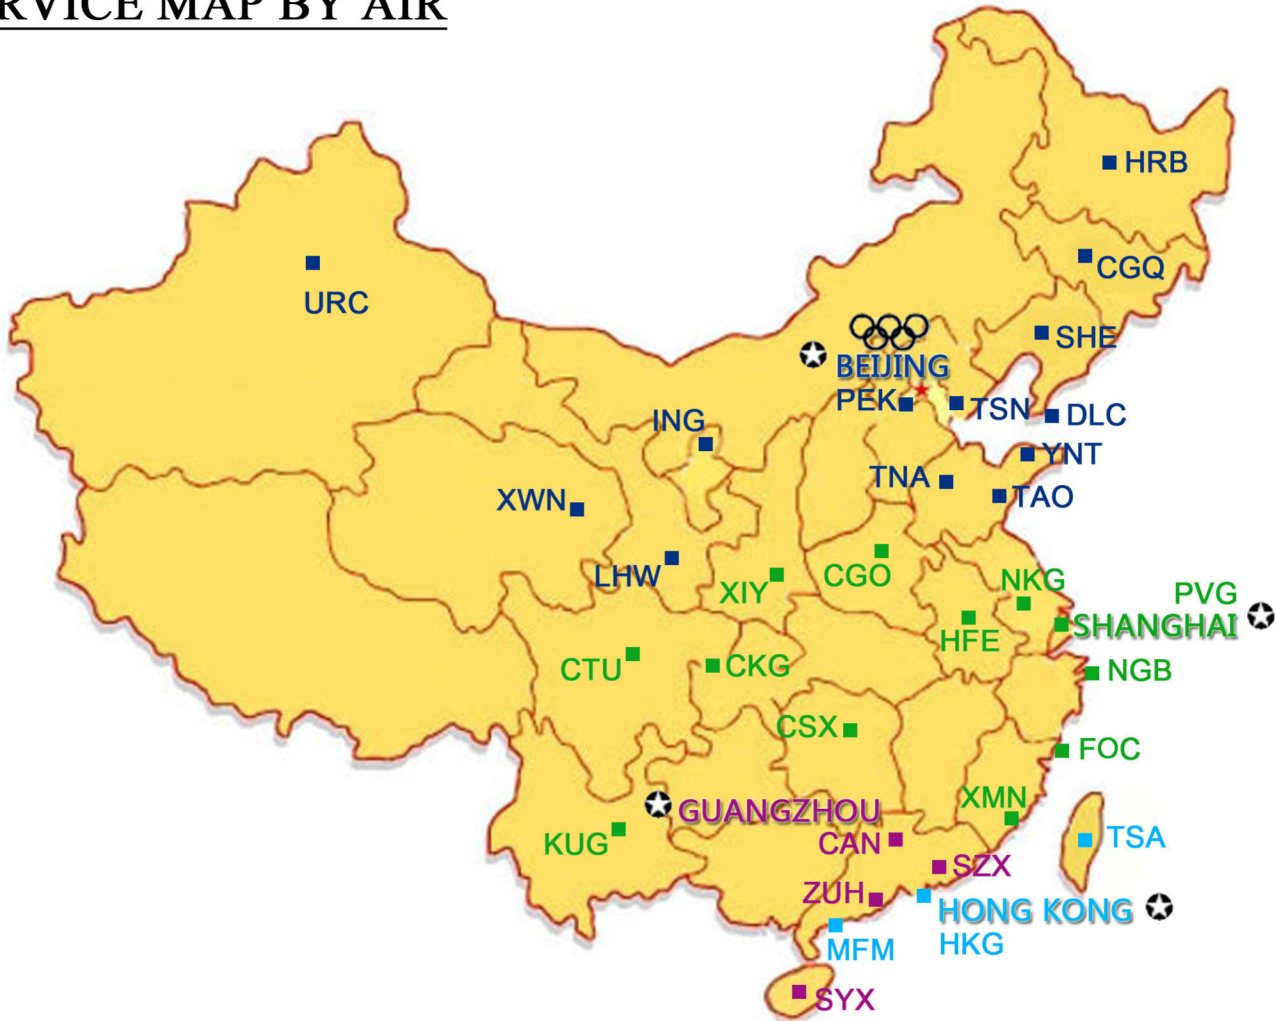 RVICE MAP BY AIR
HRB
CGQ
URC
SHE
BEIJING
PEK
TSN
DLC
ING
YNT
TNA
XWN
TAO
LHW
XIY
CGO
NKG
PVG
SHANGHAI
HFE
CTU
CKG
NGB
CSX
FOC
XMN
GUANGZHOU
KUG
CAN
TSA
SZX
ZUH
HONG KONG
HKG
MFM
SYX